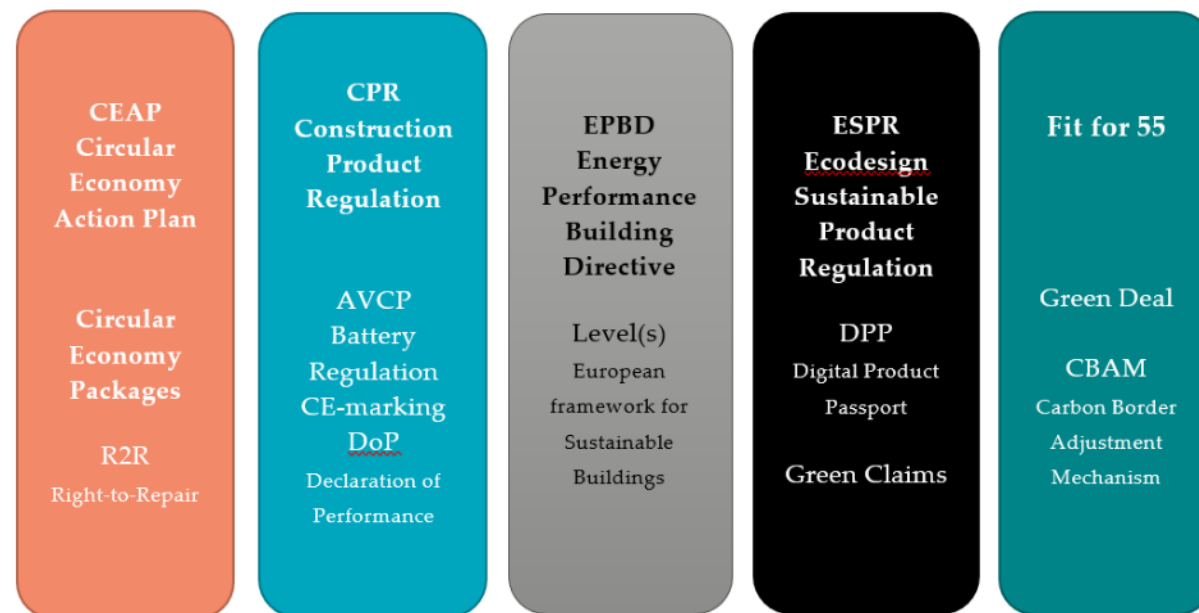 CEAP
Circular
Economy
Action Plan
Circular
Economy
Packages
R2R
Right-to-Repair
CPR
Construction
Product
Regulation
AVCP
Battery
Regulation
CE-marking
DoP
Declaration of
Performance
EPBD
Energy
Performance
Building
Directive
Level(s)
European
framework for
Sustainable
Buildings
ESPR
Ecodesign
Sustainable
Product
Regulation
DPP
Digital Product
Passport
Green Claims
Fit for 55
Green Deal
CBAM
Carbon Border
Adjustment
Mechanism